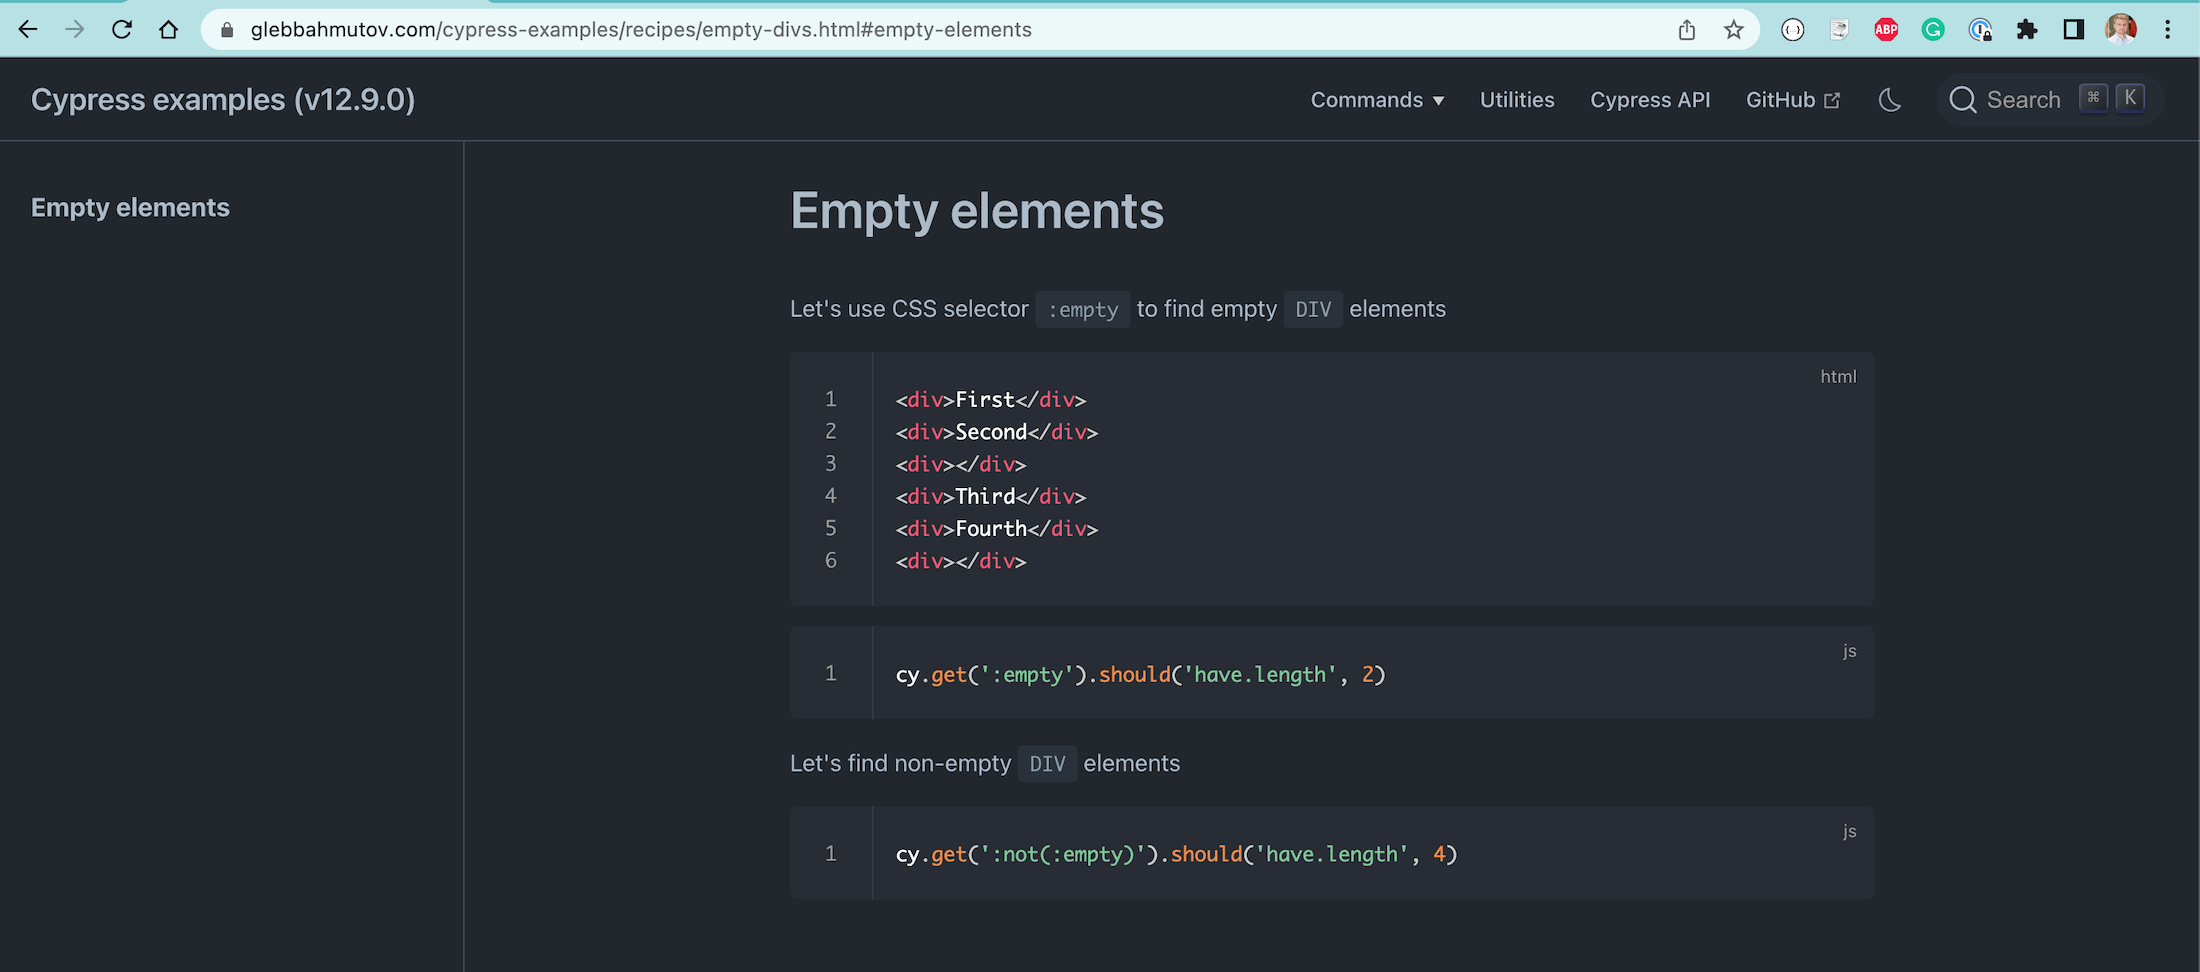 glebbahmutov.com/cypress-examples/recipes/empty-divs.html#empty-elements
ABP
Cypress examples (v12.9.0)
Commands ▼ Utilities Cypress API GitHub Search ⌘ K
Empty elements
Empty elements
Let's use CSS selector :empty to find empty DIV elements
html
1 <div>First</div>
2 <div>Second</div>
3 <div></div>
4 <div>Third</div>
5 <div>Fourth</div>
6 <div></div>
js
1 cy.get(':empty').should('have.length', 2)
Let's find non-empty DIV elements
js
1 cy.get(':not(:empty)').should('have.length', 4)